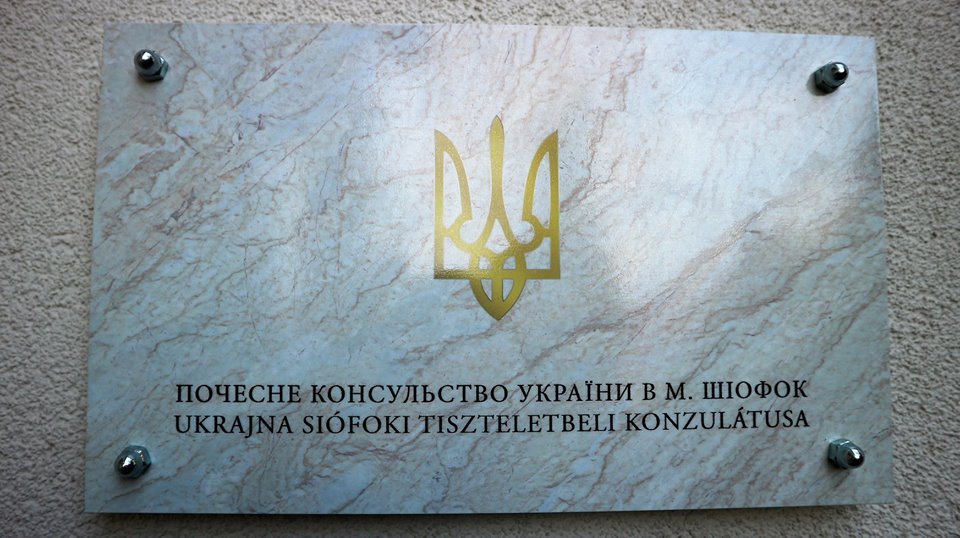 ПОЧЕСНЕ КОНСУЛЬСТВО УКРАЇНИ В М. ШІОФОК
UKRAJNA SIÓFOKI TISZTELETBELI KONZULÁTUSA